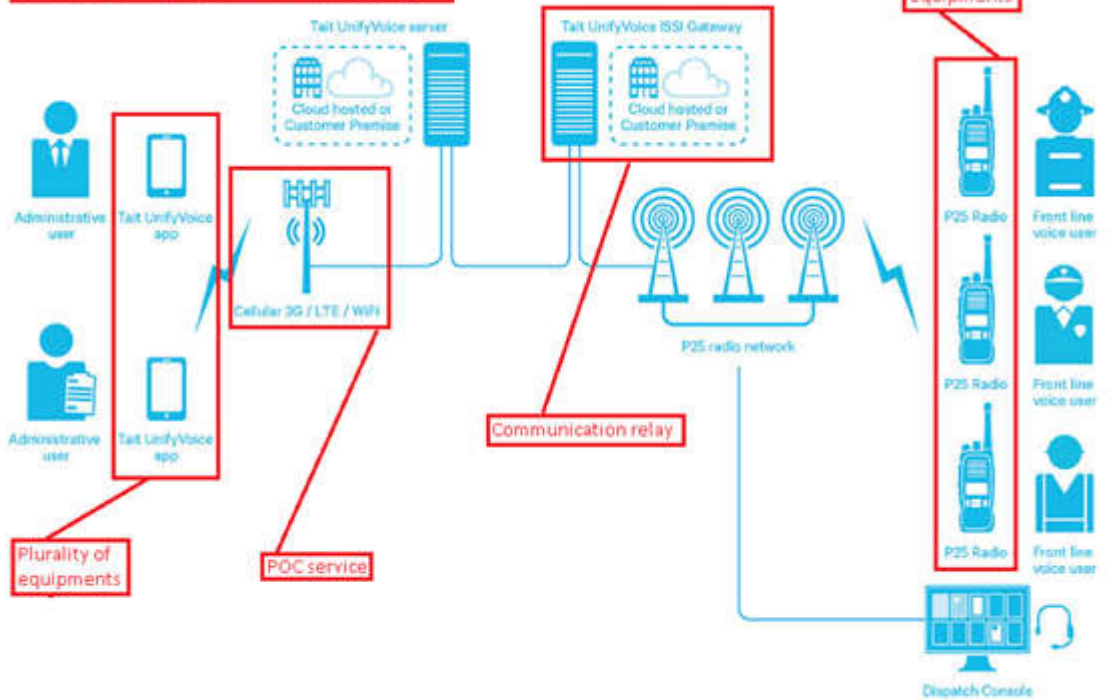 Tait UnifyVoice server
Cloud hosted or
Customer Premise
Tait UnifyVoice ISSI Gateway
Cloud hosted or
Customer Premise
Administrative
user
Tait UnifyVoice
app
Cellular 3G / LTE / WiFi
P25 radio network
P25 Radio
Front line
voice user
P25 Radio
Front line
voice user
Administrative
user
Tait UnifyVoice
app
Communication relay
Plurality of
equipments
POC service
P25 Radio
Front line
voice user
Dispatch Console